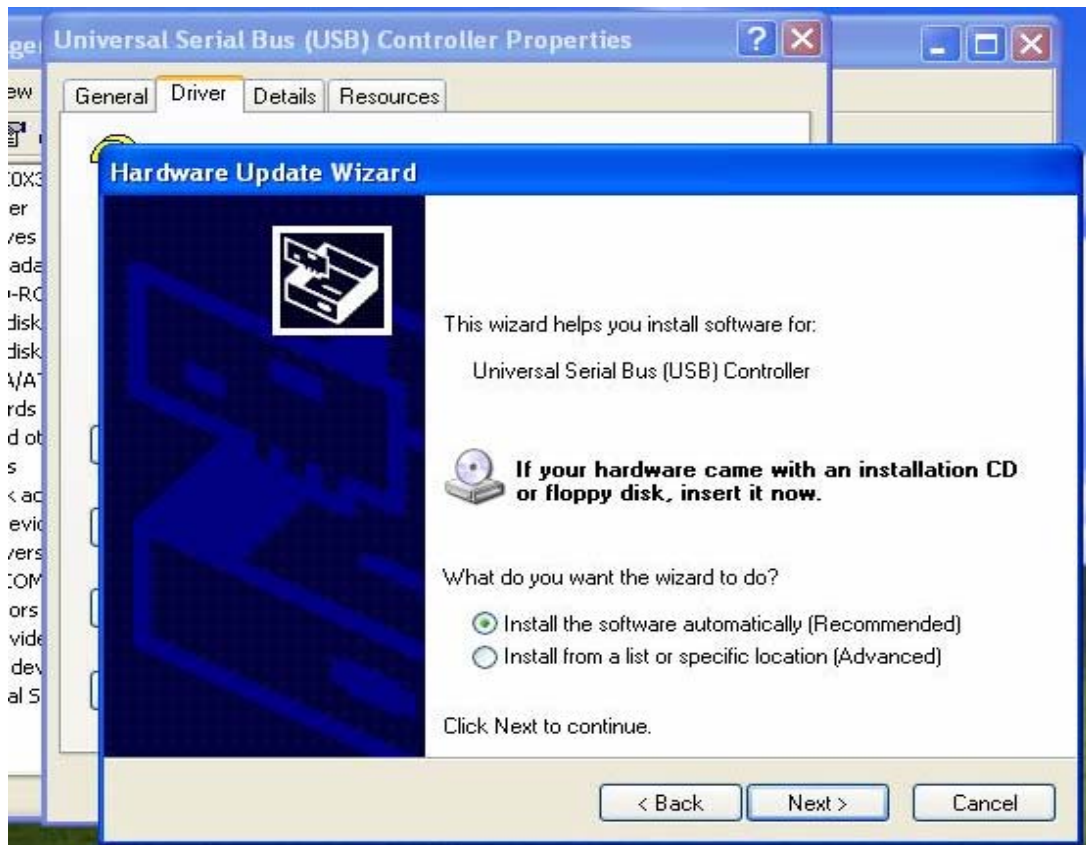 Universal Serial Bus (USB) Controller Properties
General Driver Details Resources
Hardware Update Wizard
This wizard helps you install software for:
Universal Serial Bus (USB) Controller
If your hardware came with an installation CD
or floppy disk, insert it now.
What do you want the wizard to do?
Install the software automatically (Recommended)
Install from a list or specific location (Advanced)
Click Next to continue.
< Back Next > Cancel